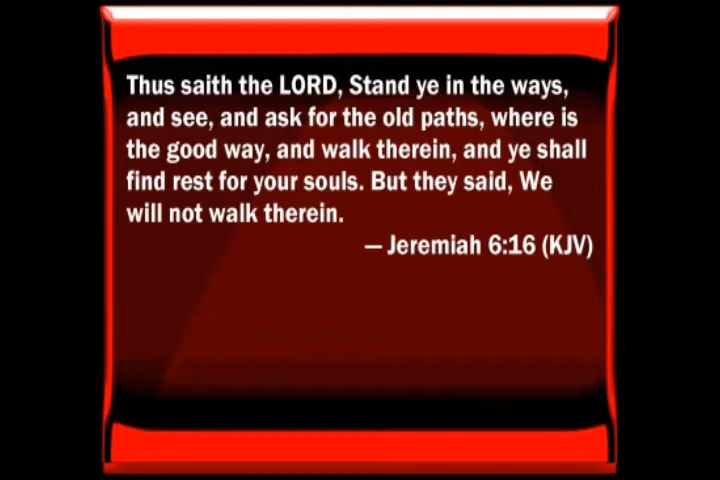 Thus saith the LORD, Stand ye in the ways,
and see, and ask for the old paths, where is
the good way, and walk therein, and ye shall
find rest for your souls. But they said, We
will not walk therein.
— Jeremiah 6:16 (KJV)